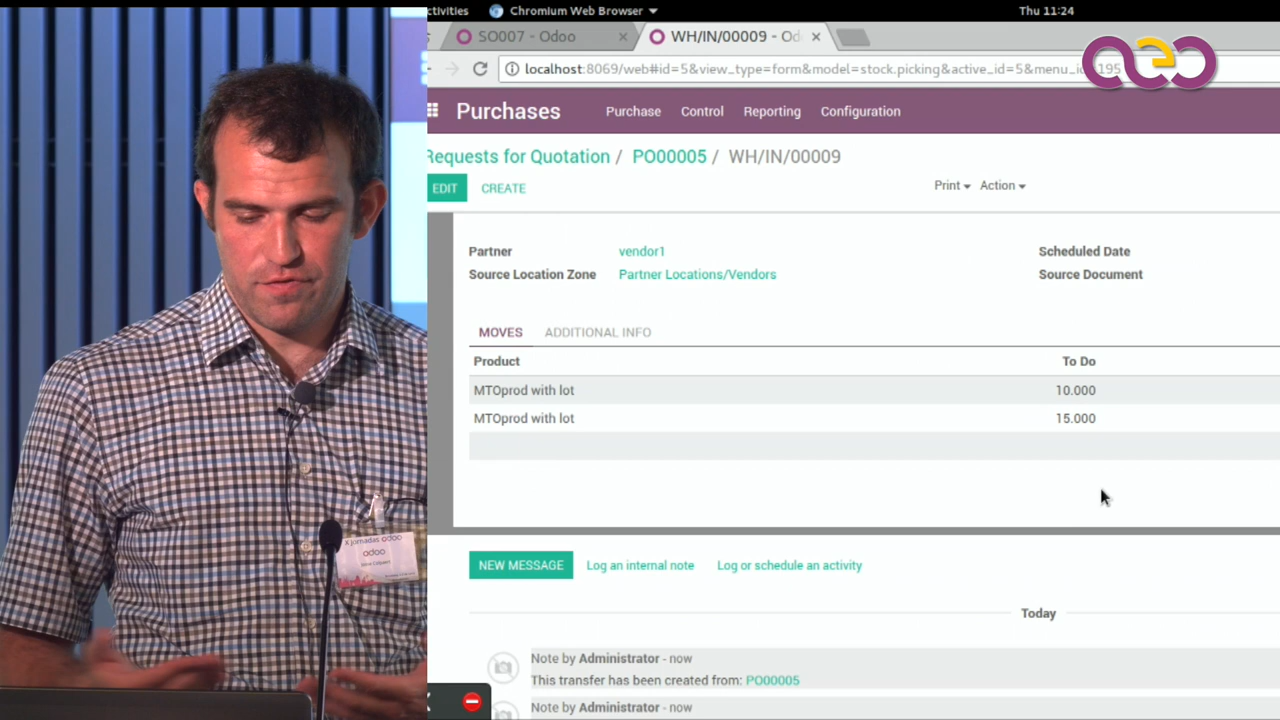 ctivities
Chromium Web Browser
Thu 11:24
SO007 - Odoo
WH/IN/00009 - Od
localhost:8069/web#id=5&view_type=form&model=stock.picking&active_id=5&menu_id
195
Purchases
Purchase
Control
Reporting
Configuration
Requests for Quotation / PO00005 / WH/IN/00009
EDIT
CREATE
Print
Action
Partner
vendor1
Scheduled Date
Source Location Zone
Partner Locations/Vendors
Source Document
MOVES
ADDITIONAL INFO
Product
To Do
MTOprod with lot
10.000
MTOprod with lot
15.000
NEW MESSAGE
Log an internal note
Log or schedule an activity
Today
Note by Administrator - now
This transfer has been created from: PO00005
Note by Administrator - now
X jornadas odoo
odoo